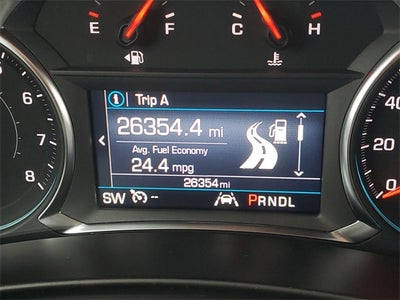 E F C H
i Trip A
26354.4 mi
Avg. Fuel Economy
24.4 mpg
26354 mi
SW -- PRNDL
6
7
8
40
20
0